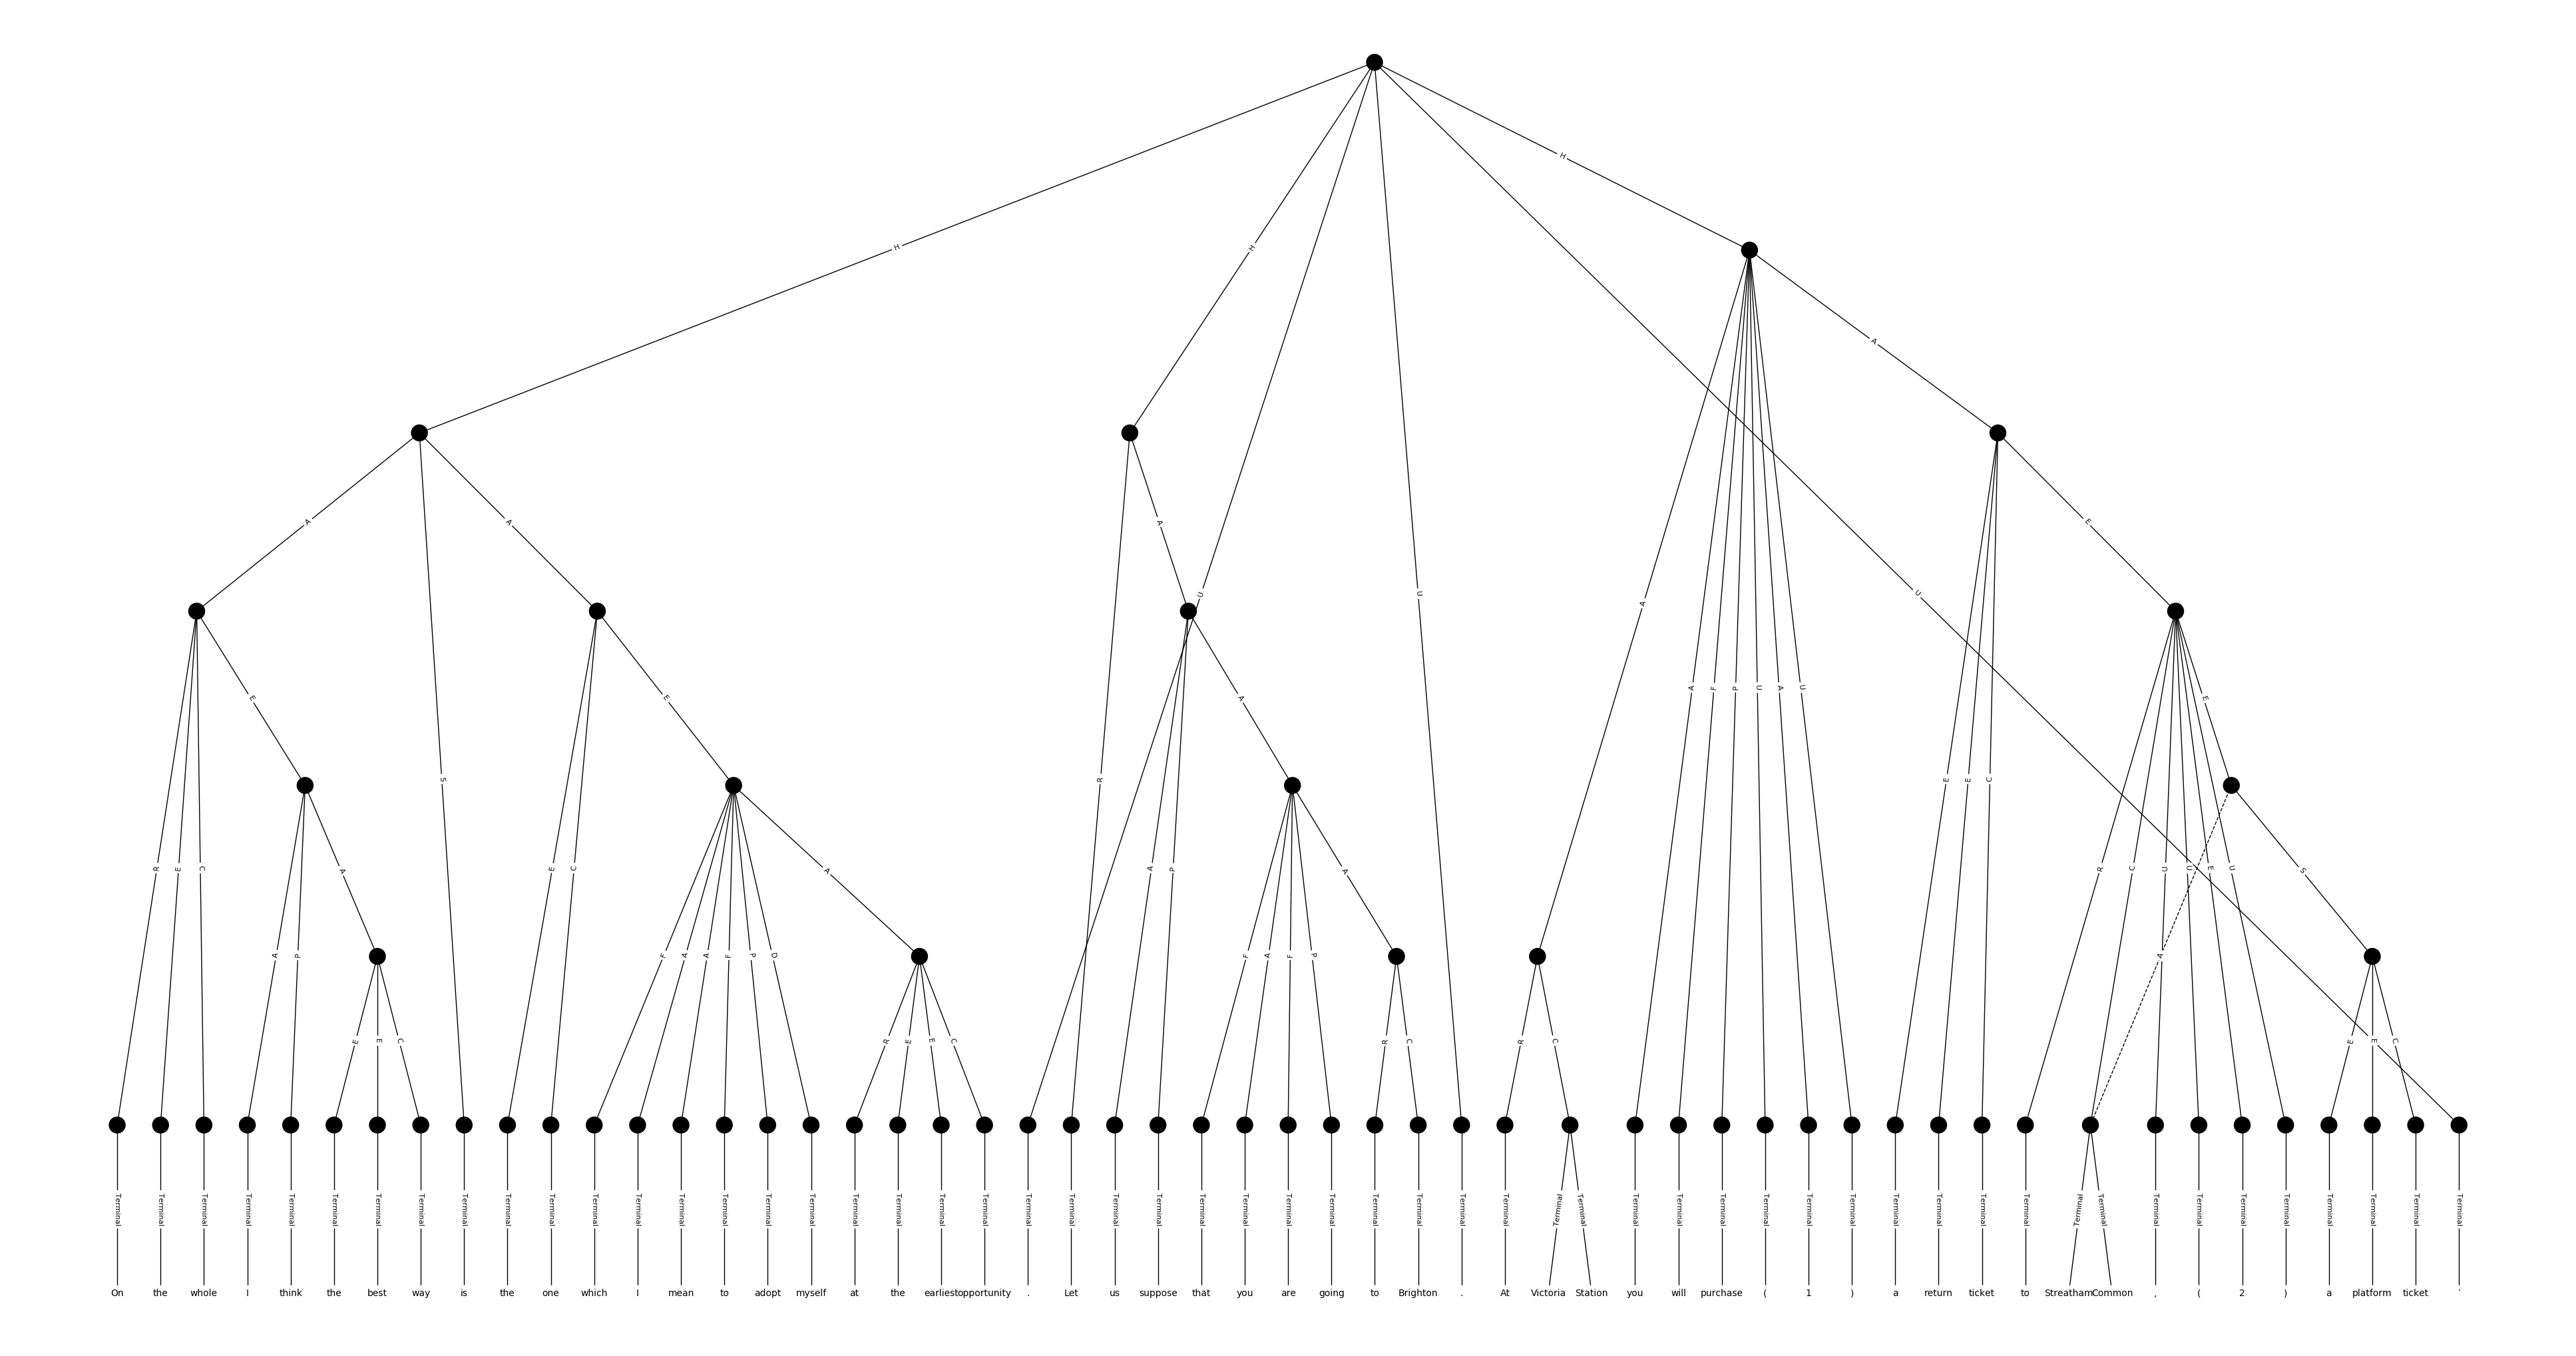 H
H
H
A
A
A
A
E
U
U
U
E
E
A
E
S
R
A
A
F
P
U
A
U
E
E
C
R
E
C
A
E
C
A
A
P
A
R
C
U
U
E
U
S
A
P
F
A
A
F
P
D
F
A
F
P
A
E
E
C
R
E
E
C
R
C
R
C
E
E
C
Terminal Terminal Terminal Terminal Terminal Terminal Terminal Terminal Terminal Terminal Terminal Terminal Terminal Terminal Terminal Terminal Terminal Terminal Terminal Terminal Terminal Terminal Terminal Terminal Terminal Terminal Terminal Terminal Terminal Terminal Terminal Terminal Terminal Terminal Terminal Terminal Terminal Terminal Terminal Terminal Terminal Terminal Terminal Terminal Terminal Terminal Terminal Terminal Terminal Terminal Terminal Terminal Terminal Terminal Terminal
On the whole I think the best way is the one which I mean to adopt myself at the earliest opportunity . Let us suppose that you are going to Brighton . At Victoria Station you will purchase ( 1 ) a return ticket to Streatham Common , ( 2 ) a platform ticket